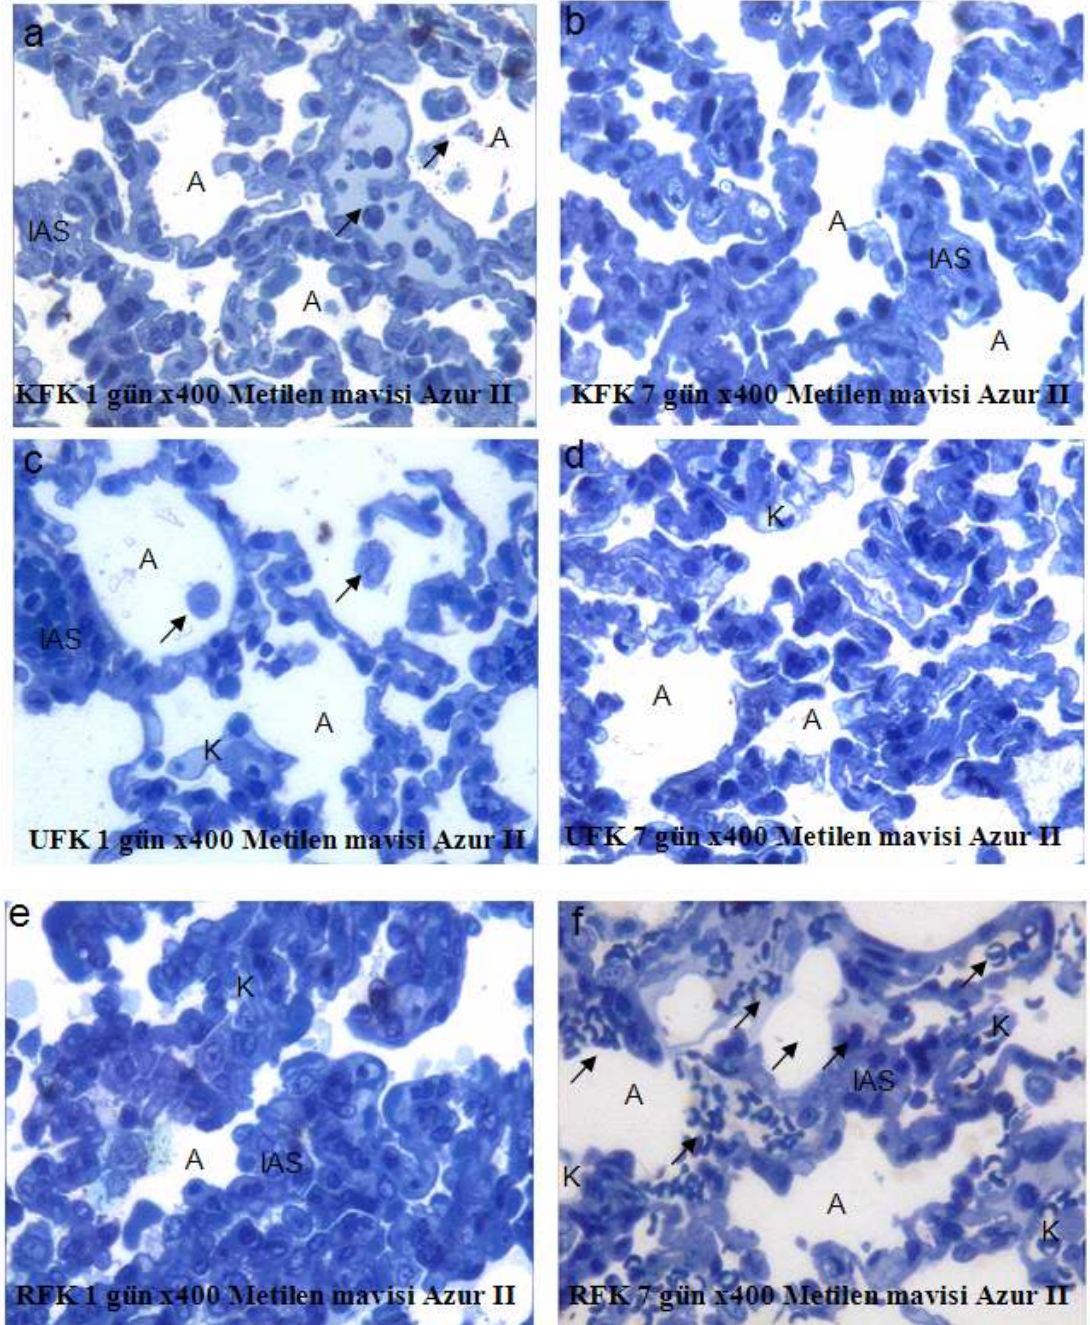 a
A
A
IAS
A
KFK 1 gün x400 Metilen mavisi Azur II
b
A
IAS
A
KFK 7 gün x400 Metilen mavisi Azur II
c
A
IAS
A
K
UFK 1 gün x400 Metilen mavisi Azur II
d
K
A
A
UFK 7 gün x400 Metilen mavisi Azur II
e
K
A
IAS
RFK 1 gün x400 Metilen mavisi Azur II
f
K
IAS
A
K
A
K
RFK 7 gün x400 Metilen mavisi Azur II